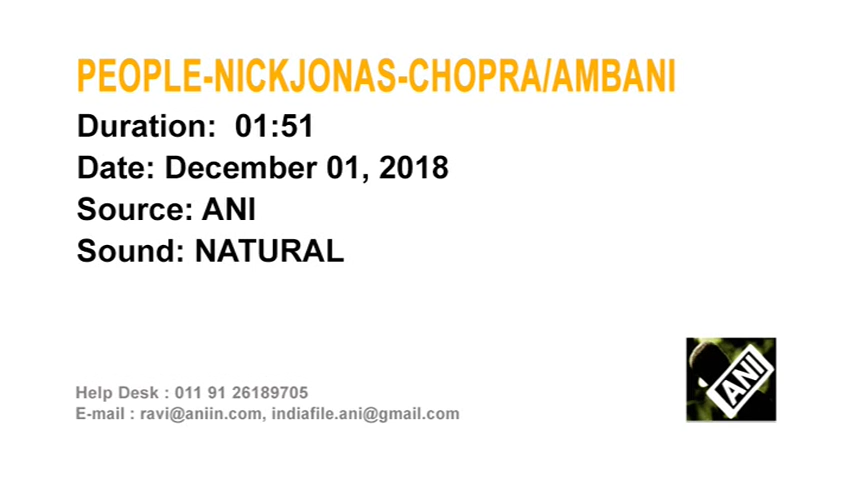 PEOPLE-NICKJONAS-CHOPRA/AMBANI
Duration: 01:51
Date: December 01, 2018
Source: ANI
Sound: NATURAL
Help Desk : 011 91 26189705
E-mail : ravi@aniin.com, indiafile.ani@gmail.com
ANI